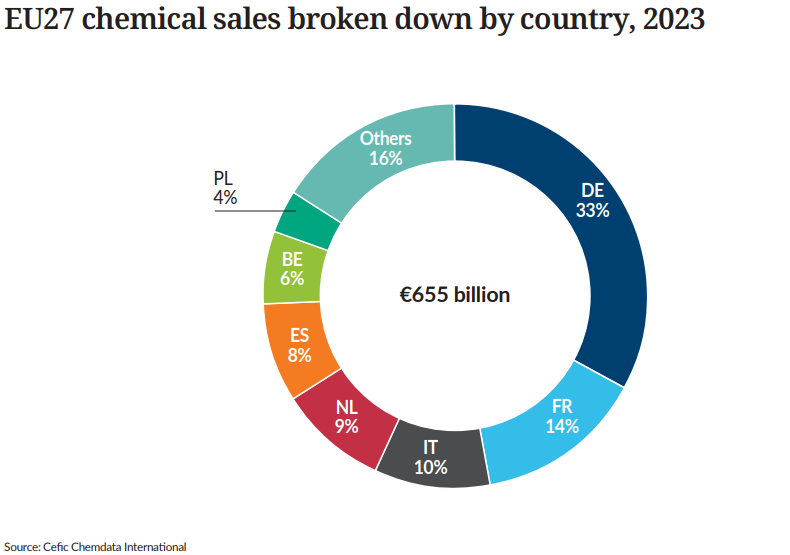 EU27 chemical sales broken down by country, 2023
Others
16%
DE
33%
PL
4%
BE
6%
€655 billion
ES
8%
NL
9%
FR
14%
IT
10%
Source: Cefic Chemdata International